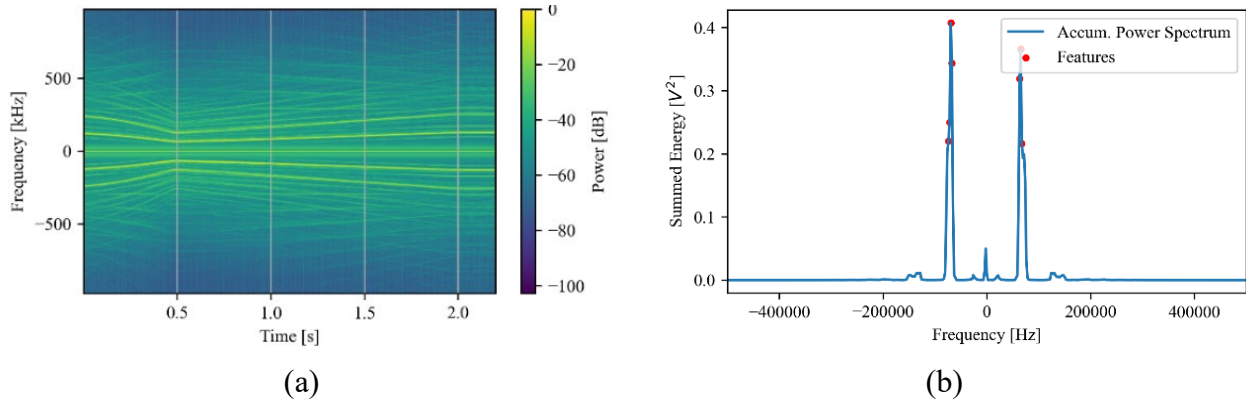 500
0
−500
Frequency [kHz]
0.5
1.0
1.5
2.0
Time [s]
0
−20
−40
−60
−80
−100
Power [dB]
(a)
0.4
0.3
0.2
0.1
0.0
Summed Energy [V²]
Accum. Power Spectrum
Features
−400000
−200000
0
200000
400000
Frequency [Hz]
(b)